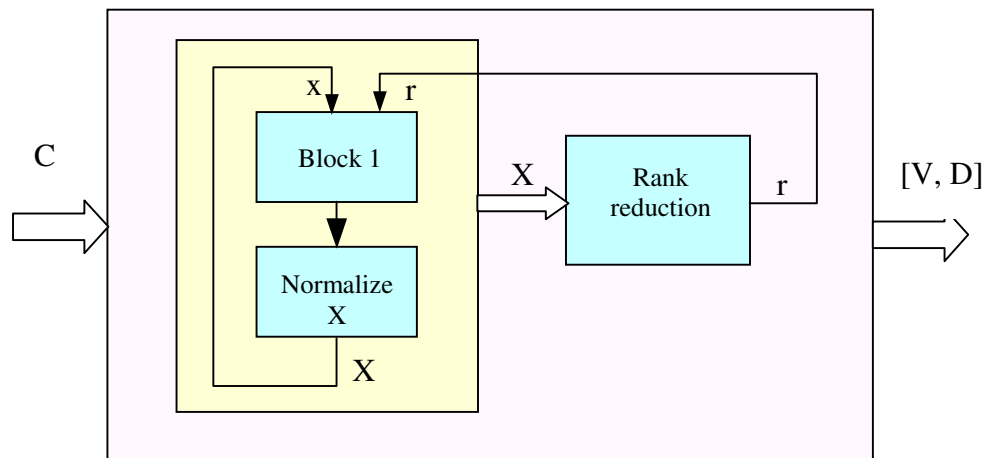 C
x
r
Block 1
Normalize
X
X
X
Rank
reduction
r
[V, D]